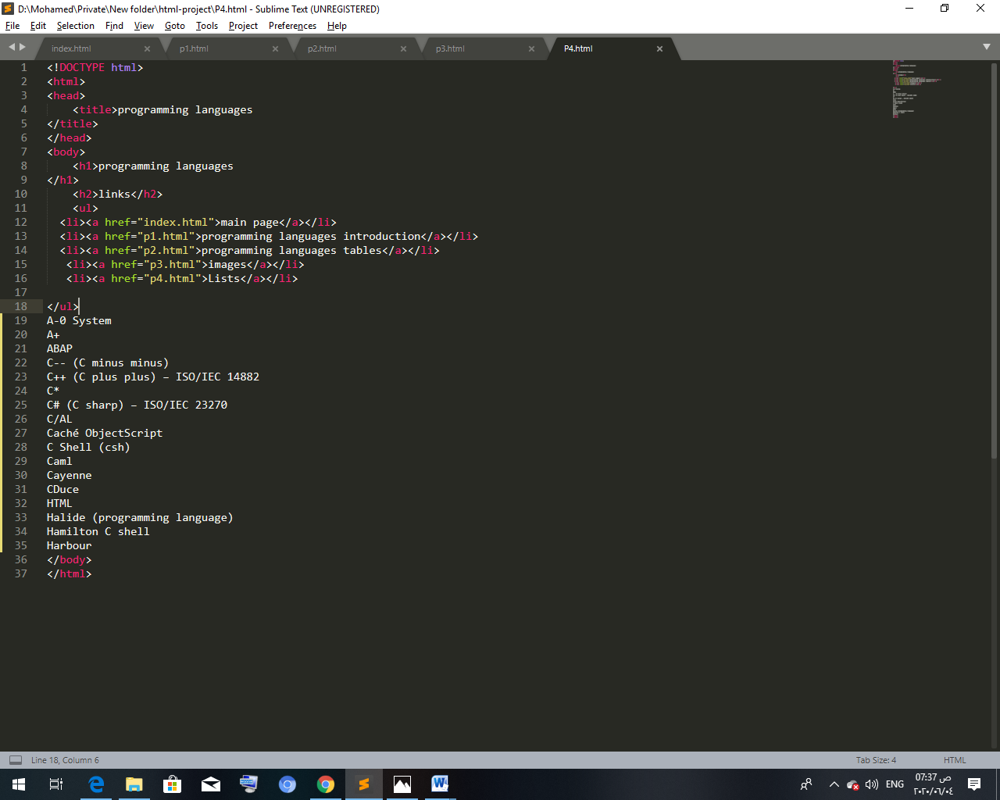 D:\Mohamed\Private\New folder\html-project\P4.html - Sublime Text (UNREGISTERED)
File Edit Selection Find View Goto Tools Project Preferences Help
index.html p1.html p2.html p3.html P4.html
1 <!DOCTYPE html>
2 <html>
3 <head>
4 <title>programming languages
5 </title>
6 </head>
7 <body>
8 <h1>programming languages
9 </h1>
10 <h2>links</h2>
11 <ul>
12 <li><a href="index.html">main page</a></li>
13 <li><a href="p1.html">programming languages introduction</a></li>
14 <li><a href="p2.html">programming languages tables</a></li>
15 <li><a href="p3.html">images</a></li>
16 <li><a href="p4.html">Lists</a></li>
17
18 </ul>
19 A-0 System
20 A+
21 ABAP
22 C-- (C minus minus)
23 C++ (C plus plus) – ISO/IEC 14882
24 C*
25 C# (C sharp) – ISO/IEC 23270
26 C/AL
27 Caché ObjectScript
28 C Shell (csh)
29 Caml
30 Cayenne
31 CDuce
32 HTML
33 Halide (programming language)
34 Hamilton C shell
35 Harbour
36 </body>
37 </html>
Line 18, Column 6 Tab Size: 4 HTML
ENG 07:37 ص
٢٠٢٠/٠٦/٠٤